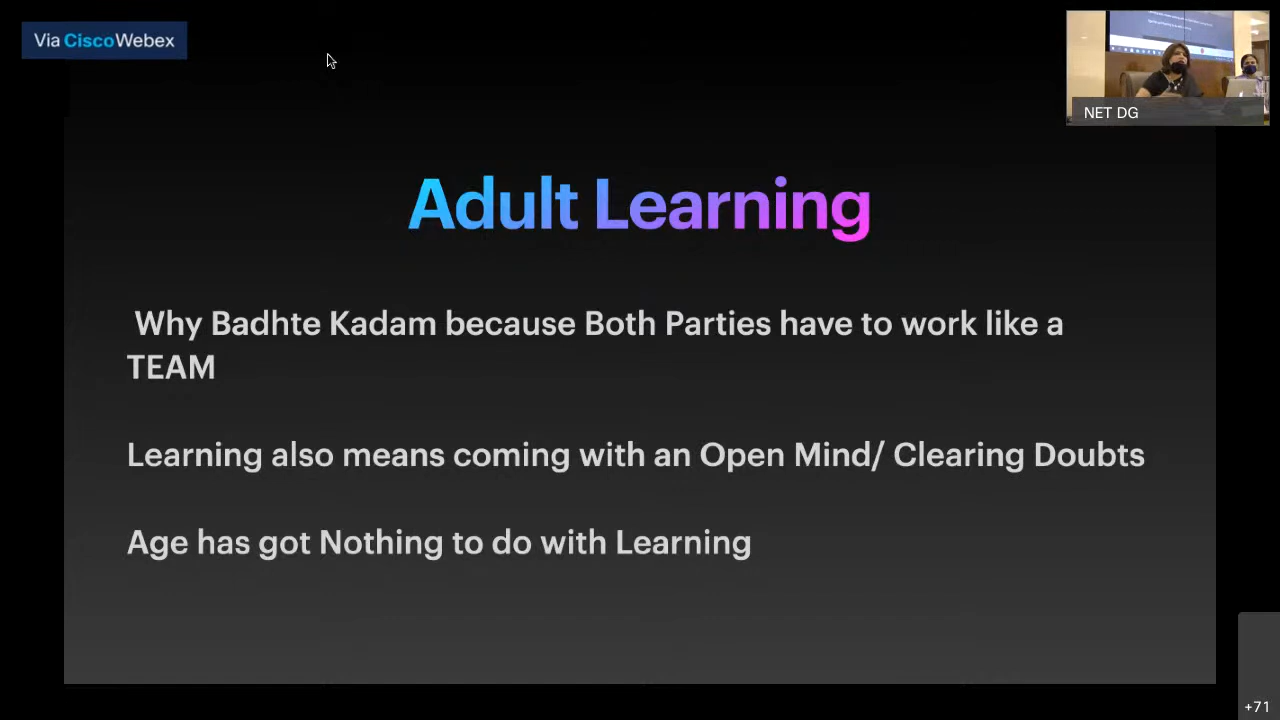 Via CiscoWebex
NET DG
Adult Learning
Why Badhte Kadam because Both Parties have to work like a
TEAM
Learning also means coming with an Open Mind/ Clearing Doubts
Age has got Nothing to do with Learning
+71